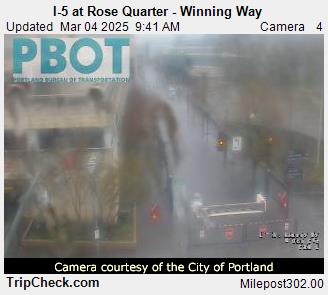 I-5 at Rose Quarter - Winning Way
Updated Mar 04 2025 9:41 AM Camera 4
PBOT
PORTLAND BUREAU OF TRANSPORTATION
Camera courtesy of the City of Portland
TripCheck.com Milepost302.00